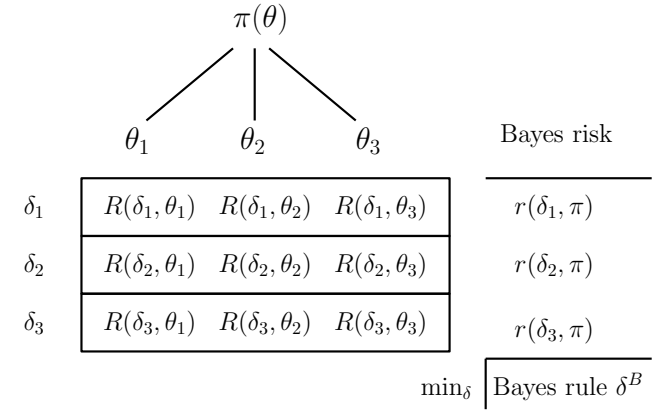 π(θ)
θ₁ θ₂ θ₃ Bayes risk
δ₁ R(δ₁, θ₁) R(δ₁, θ₂) R(δ₁, θ₃) r(δ₁, π)
δ₂ R(δ₂, θ₁) R(δ₂, θ₂) R(δ₂, θ₃) r(δ₂, π)
δ₃ R(δ₃, θ₁) R(δ₃, θ₂) R(δ₃, θ₃) r(δ₃, π)
min_δ Bayes rule δᴮ